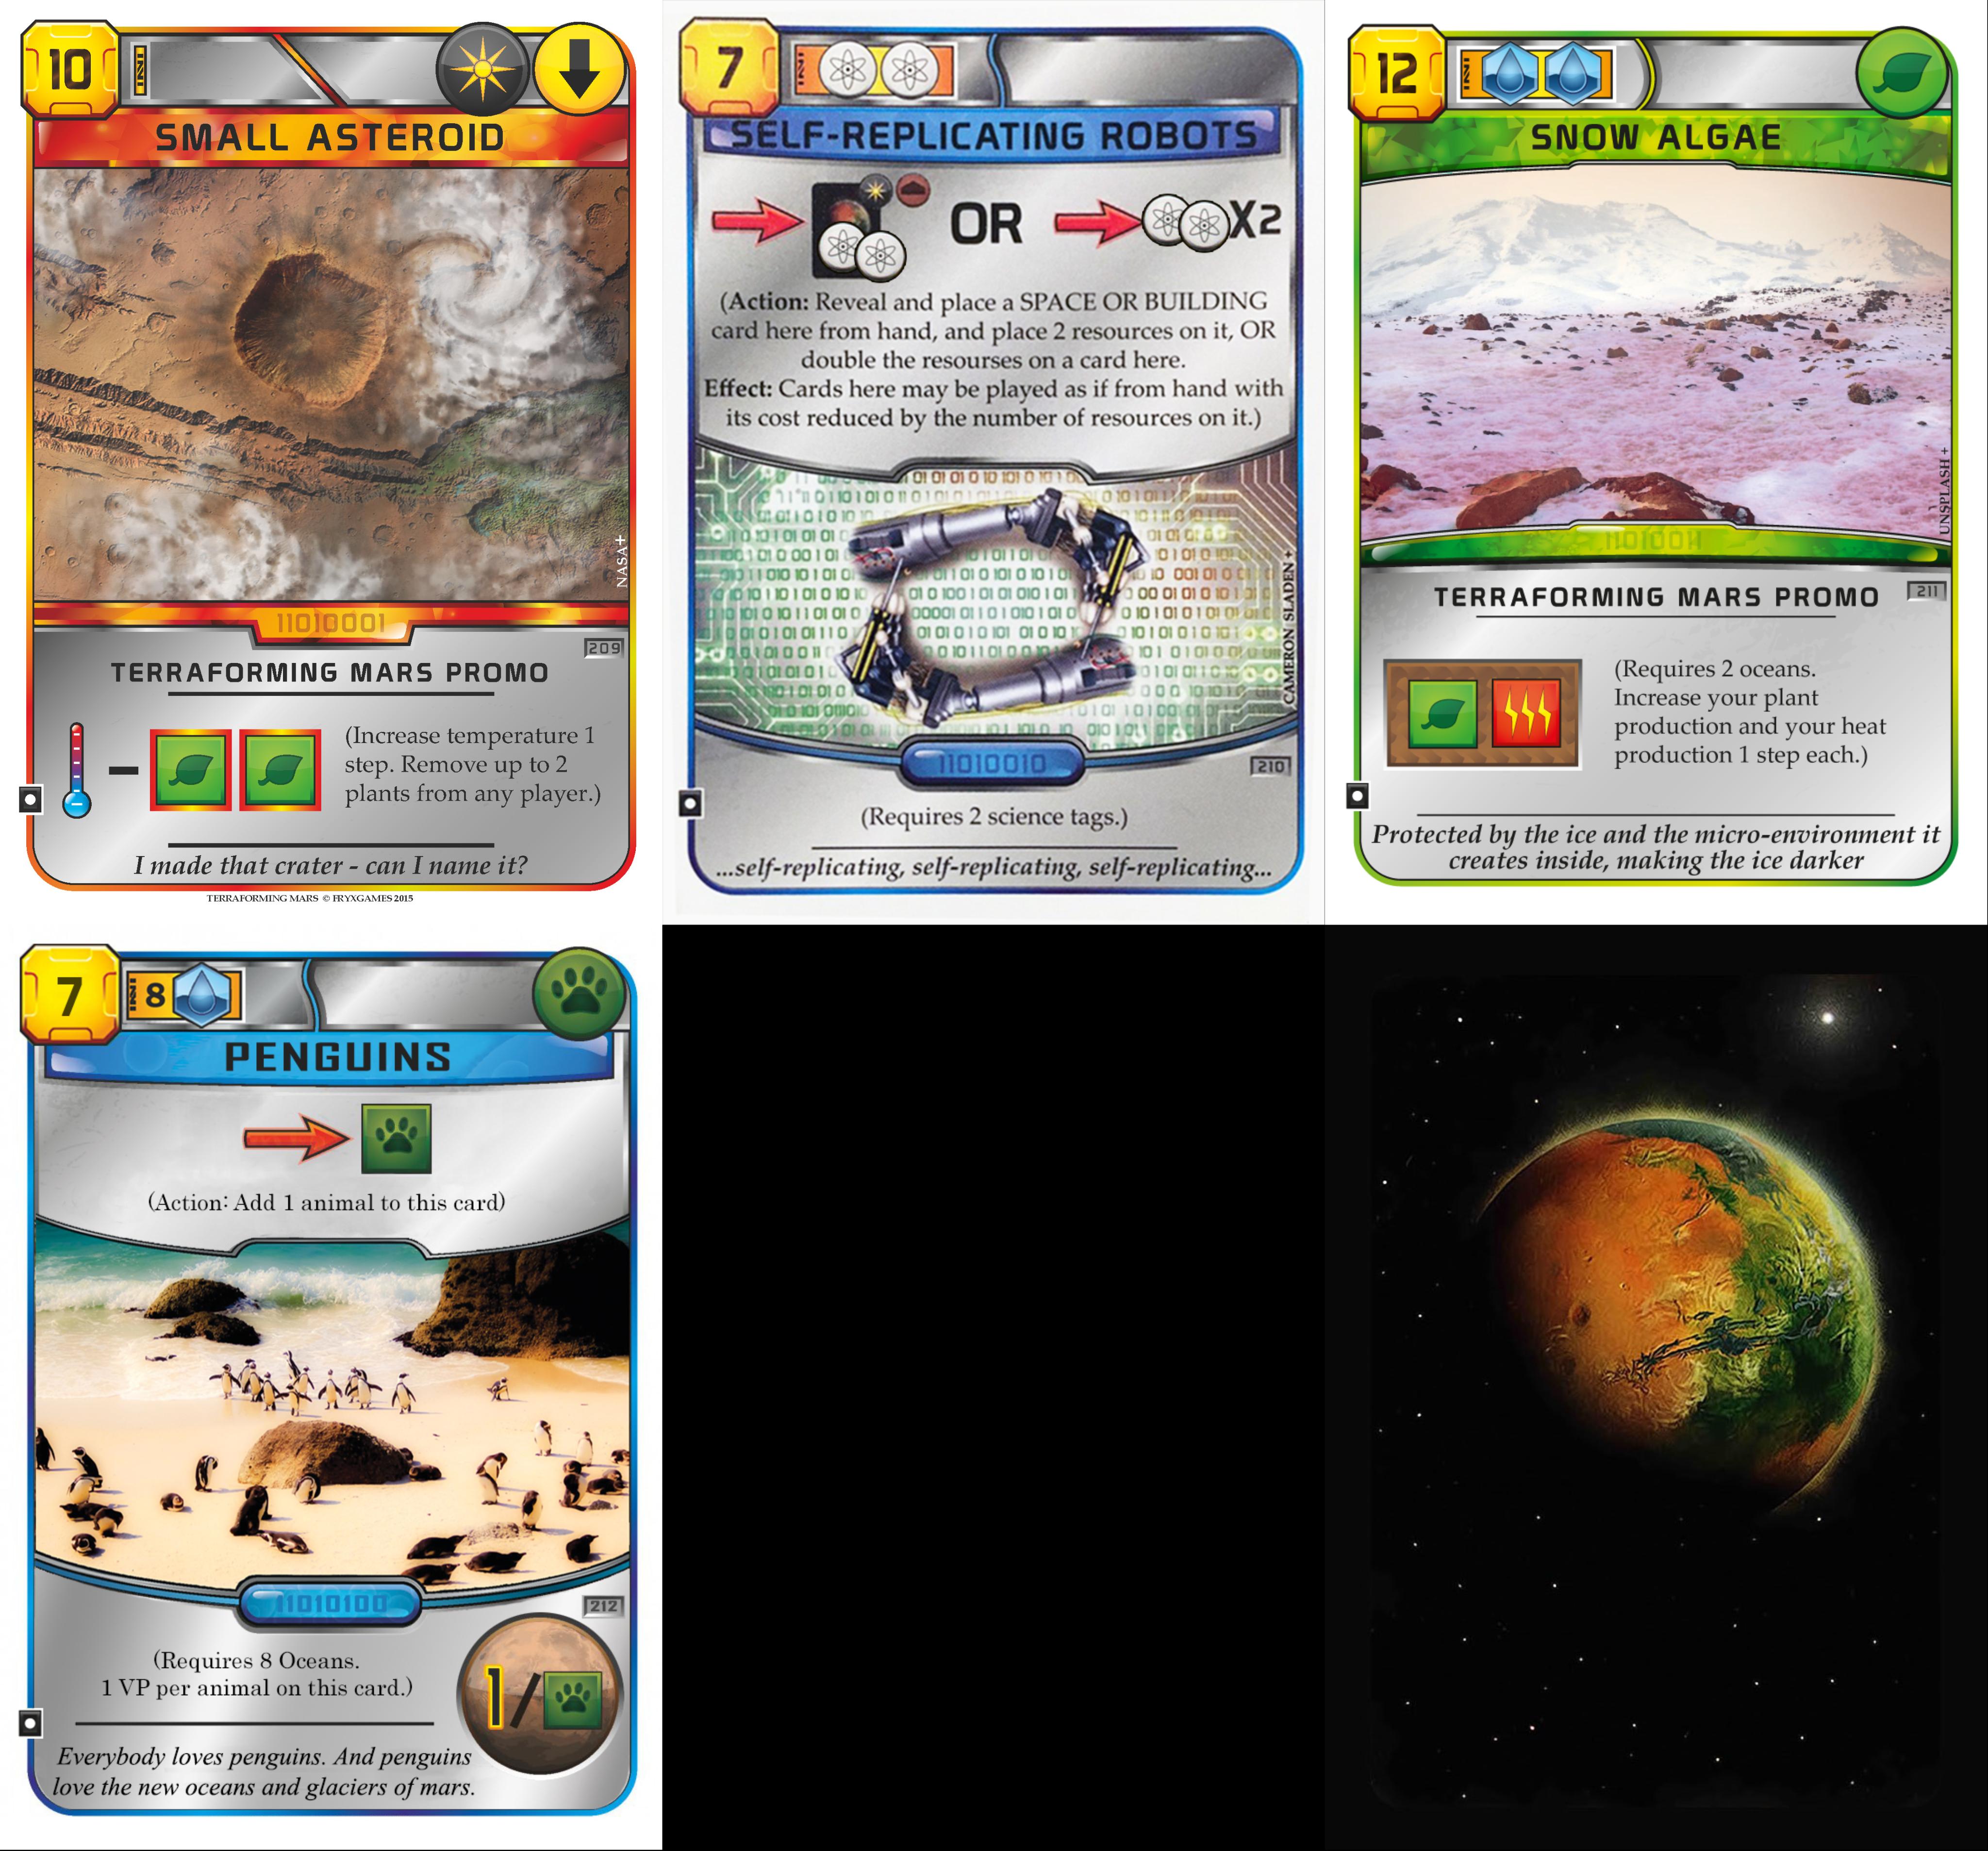 10
SMALL ASTEROID
NASA+
11010001
209
TERRAFORMING MARS PROMO
(Increase temperature 1
step. Remove up to 2
plants from any player.)
I made that crater - can I name it?
TERRAFORMING MARS © FRYXGAMES 2015
7
SELF-REPLICATING ROBOTS
OR
X2
(Action: Reveal and place a SPACE OR BUILDING
card here from hand, and place 2 resources on it, OR
double the resourses on a card here.
Effect: Cards here may be played as if from hand with
its cost reduced by the number of resources on it.)
CAMERON SLADEN+
11010010
210
(Requires 2 science tags.)
...self-replicating, self-replicating, self-replicating...
12
SNOW ALGAE
UNSPLASH+
11010011
TERRAFORMING MARS PROMO
211
(Requires 2 oceans.
Increase your plant
production and your heat
production 1 step each.)
Protected by the ice and the micro-environment it
creates inside, making the ice darker
7
8
PENGUINS
(Action: Add 1 animal to this card)
11010100
212
(Requires 8 Oceans.
1 VP per animal on this card.)
1/
Everybody loves penguins. And penguins
love the new oceans and glaciers of mars.